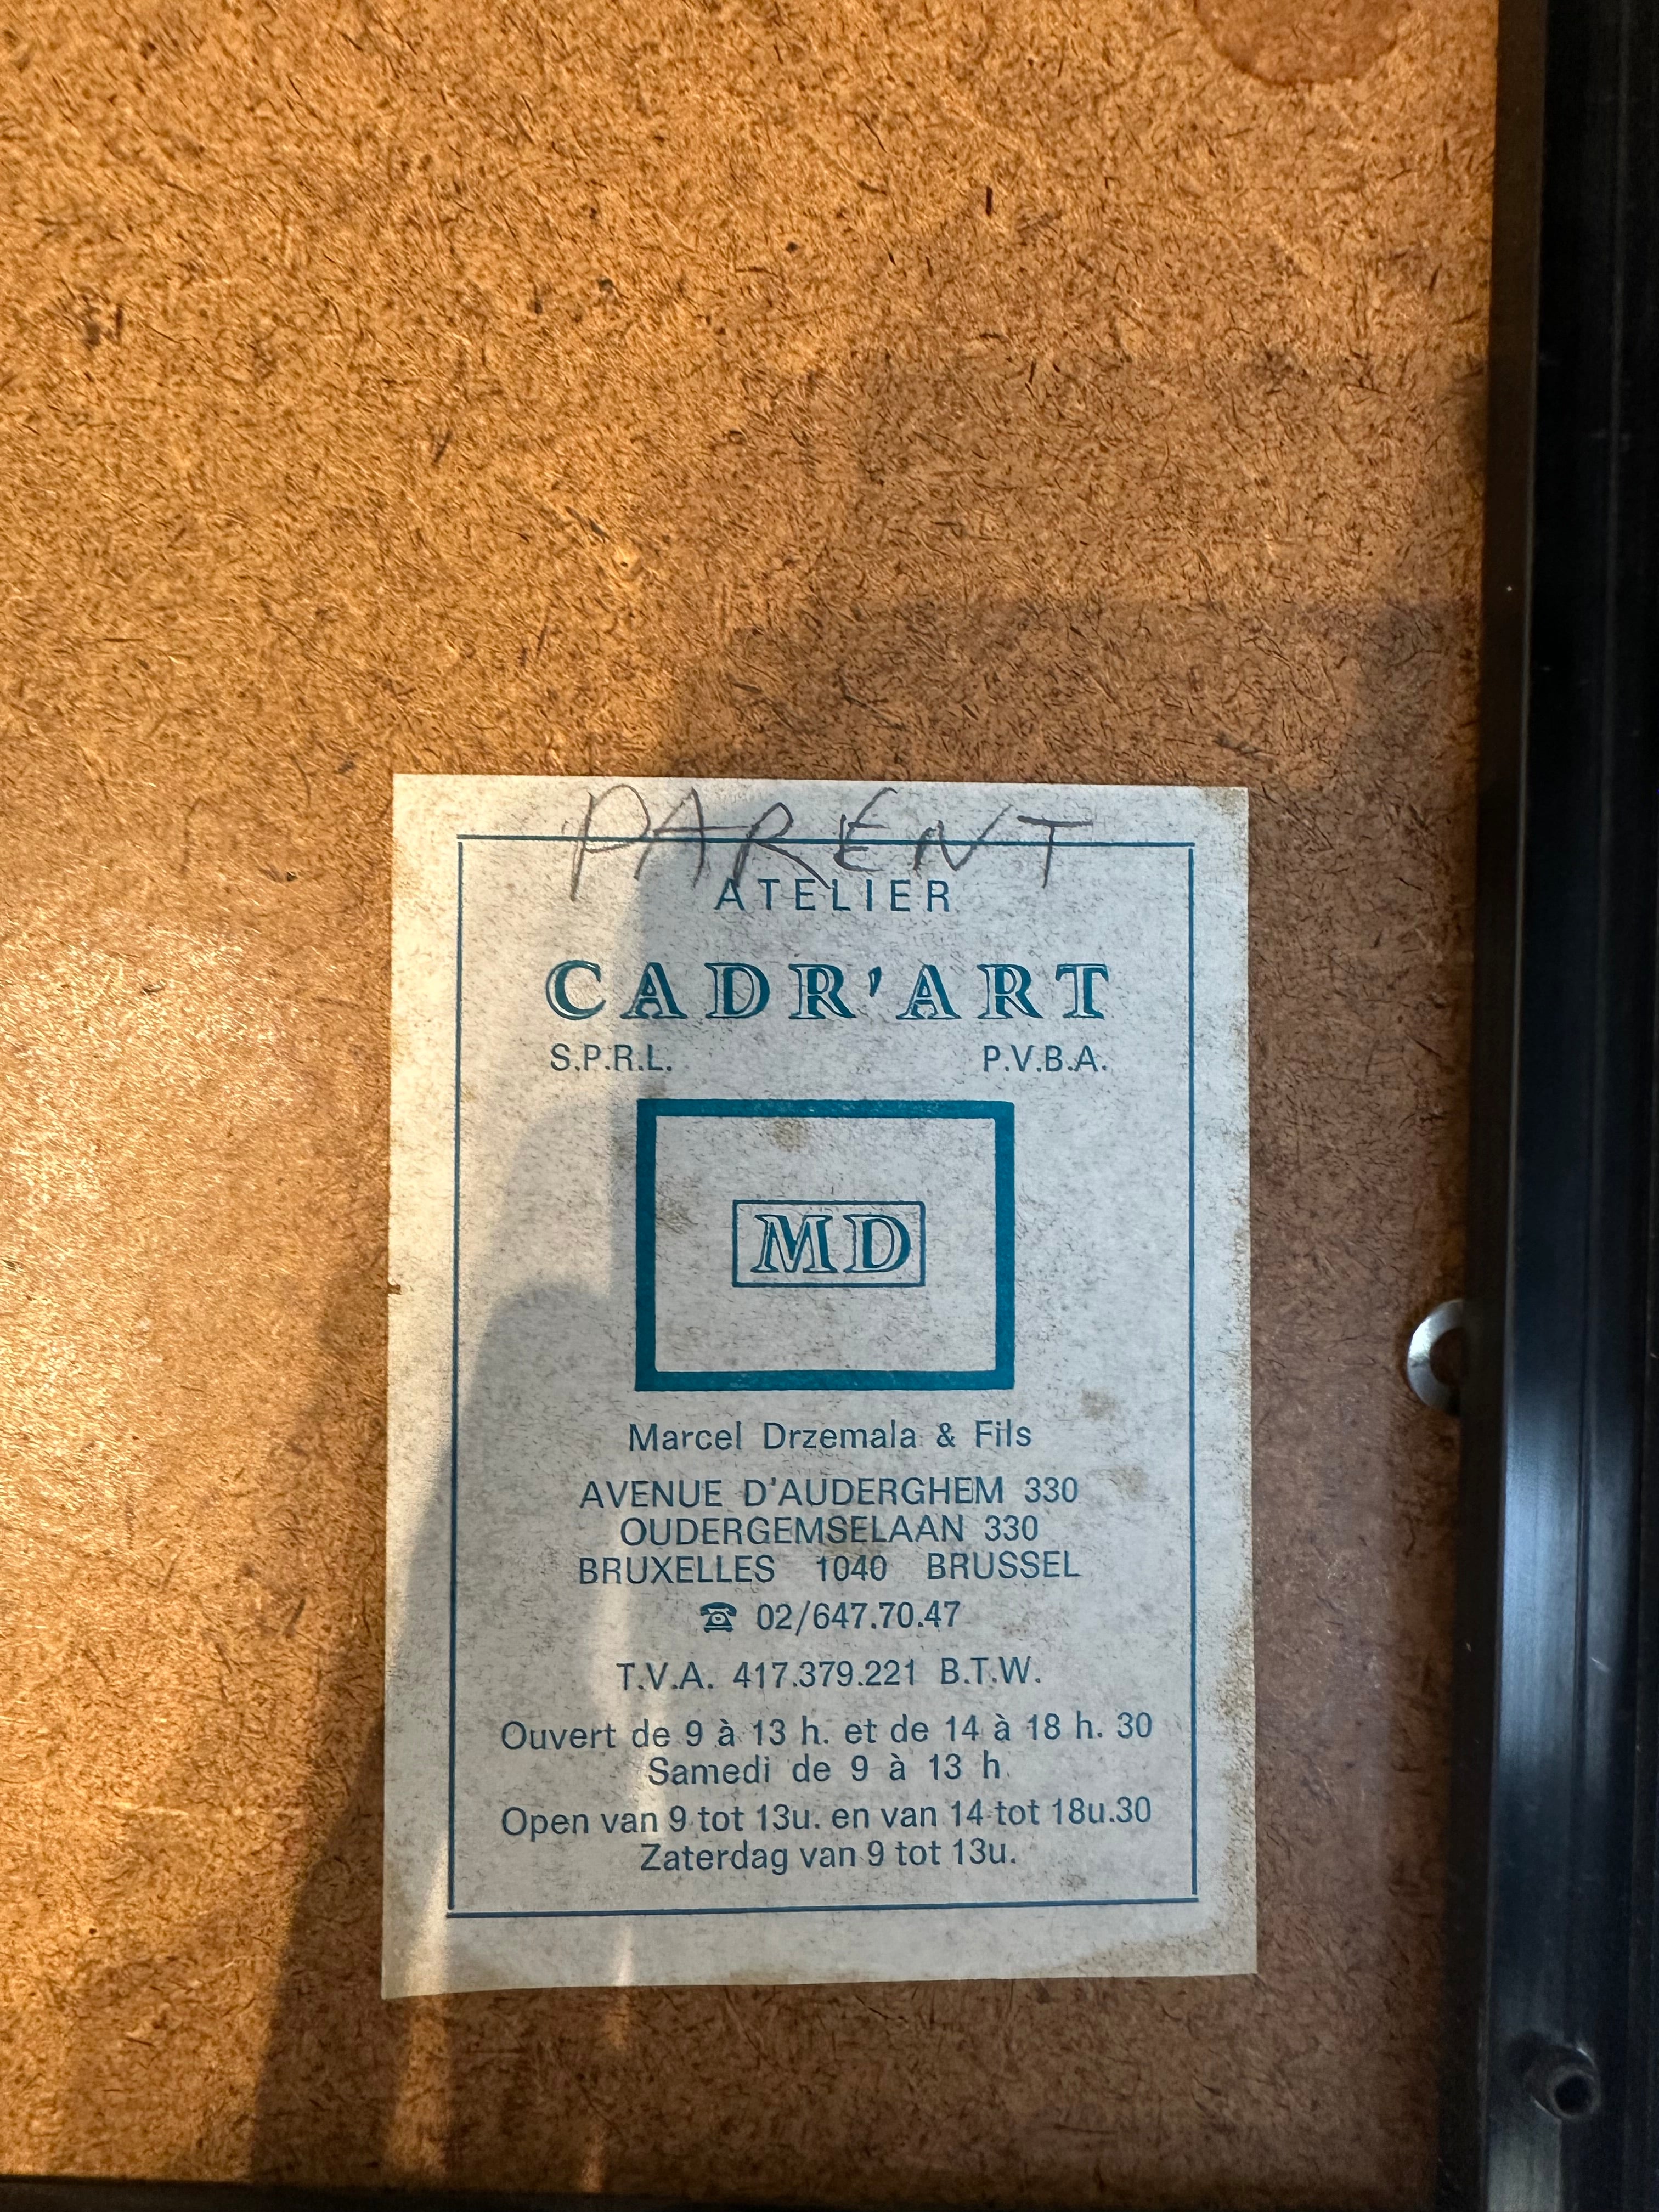 PARENT
ATELIER
CADR'ART
S.P.R.L. P.V.B.A.
MD
Marcel Drzemala & Fils
AVENUE D'AUDERGHEM 330
OUDERGEMSELAAN 330
BRUXELLES 1040 BRUSSEL
☎ 02/647.70.47
T.V.A. 417.379.221 B.T.W.
Ouvert de 9 à 13 h. et de 14 à 18 h. 30
Samedi de 9 à 13 h.
Open van 9 tot 13u. en van 14 tot 18u.30
Zaterdag van 9 tot 13u.